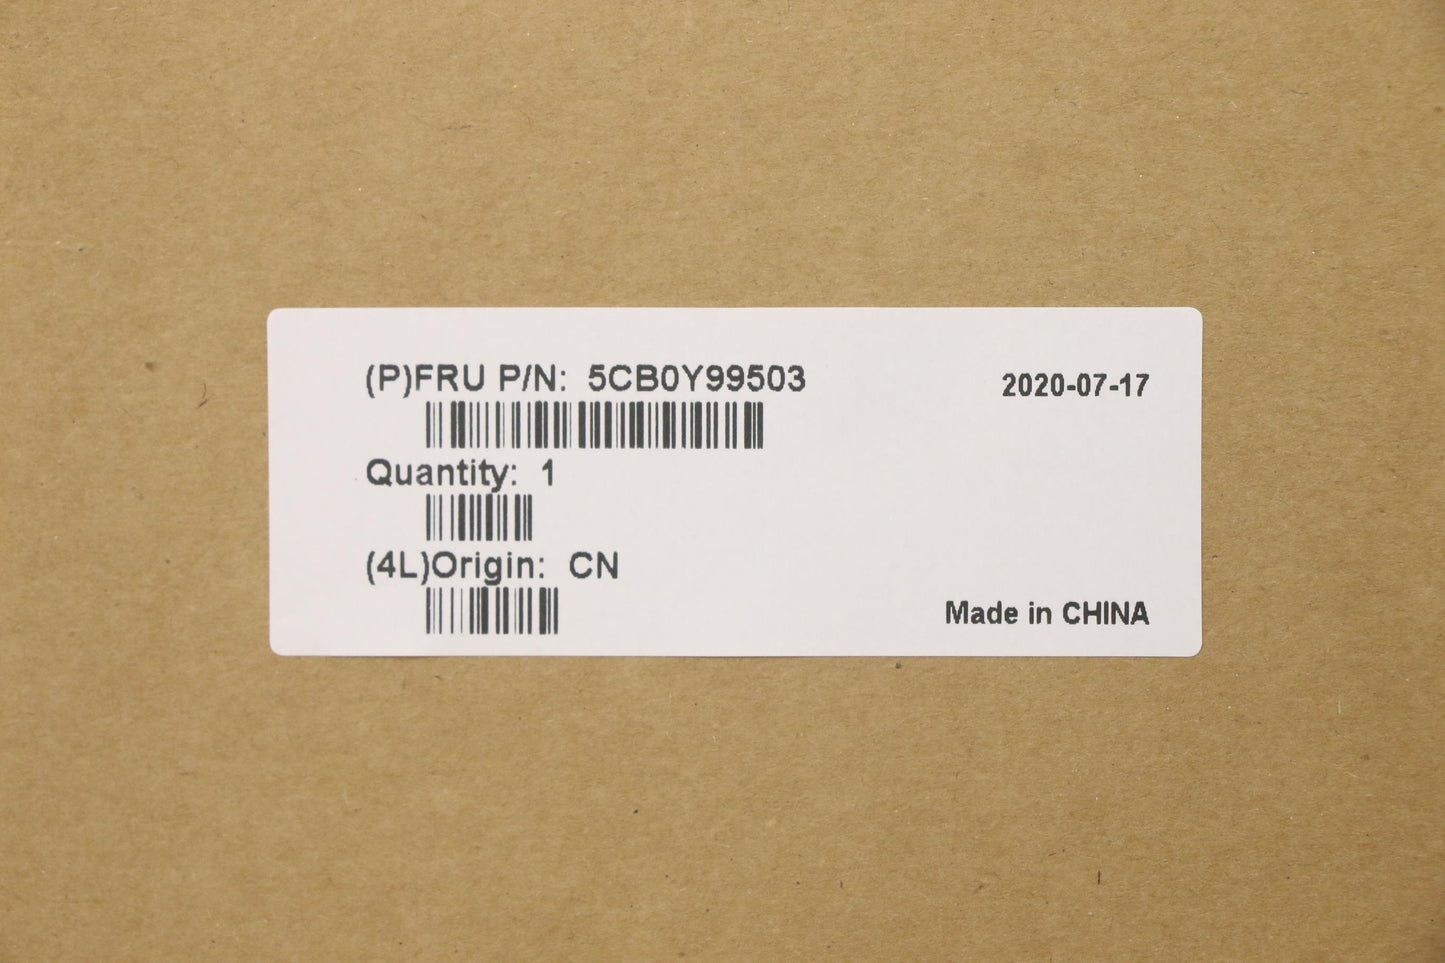 (P)FRU P/N: 5CB0Y99503
2020-07-17
Quantity: 1
(4L)Origin: CN
Made in CHINA